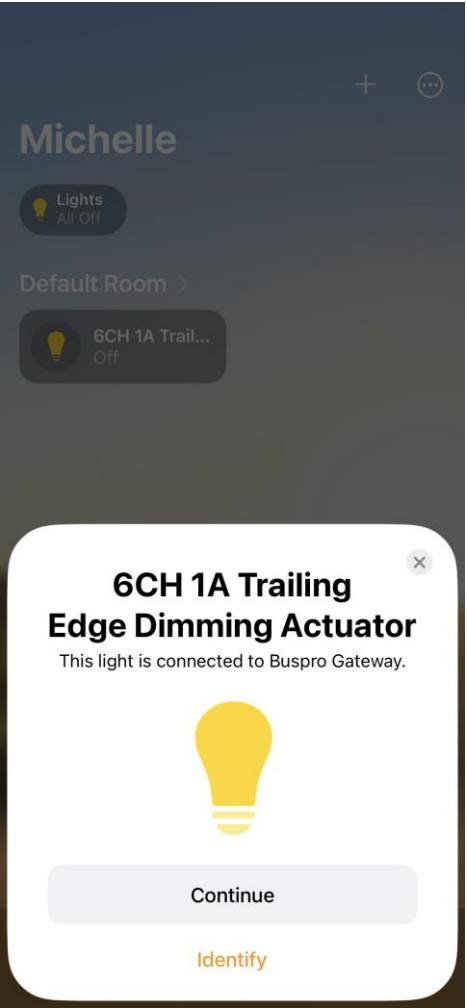 Michelle
Lights
All Off
Default Room >
6CH 1A Trail...
Off
6CH 1A Trailing
Edge Dimming Actuator
This light is connected to Buspro Gateway.
Continue
Identify